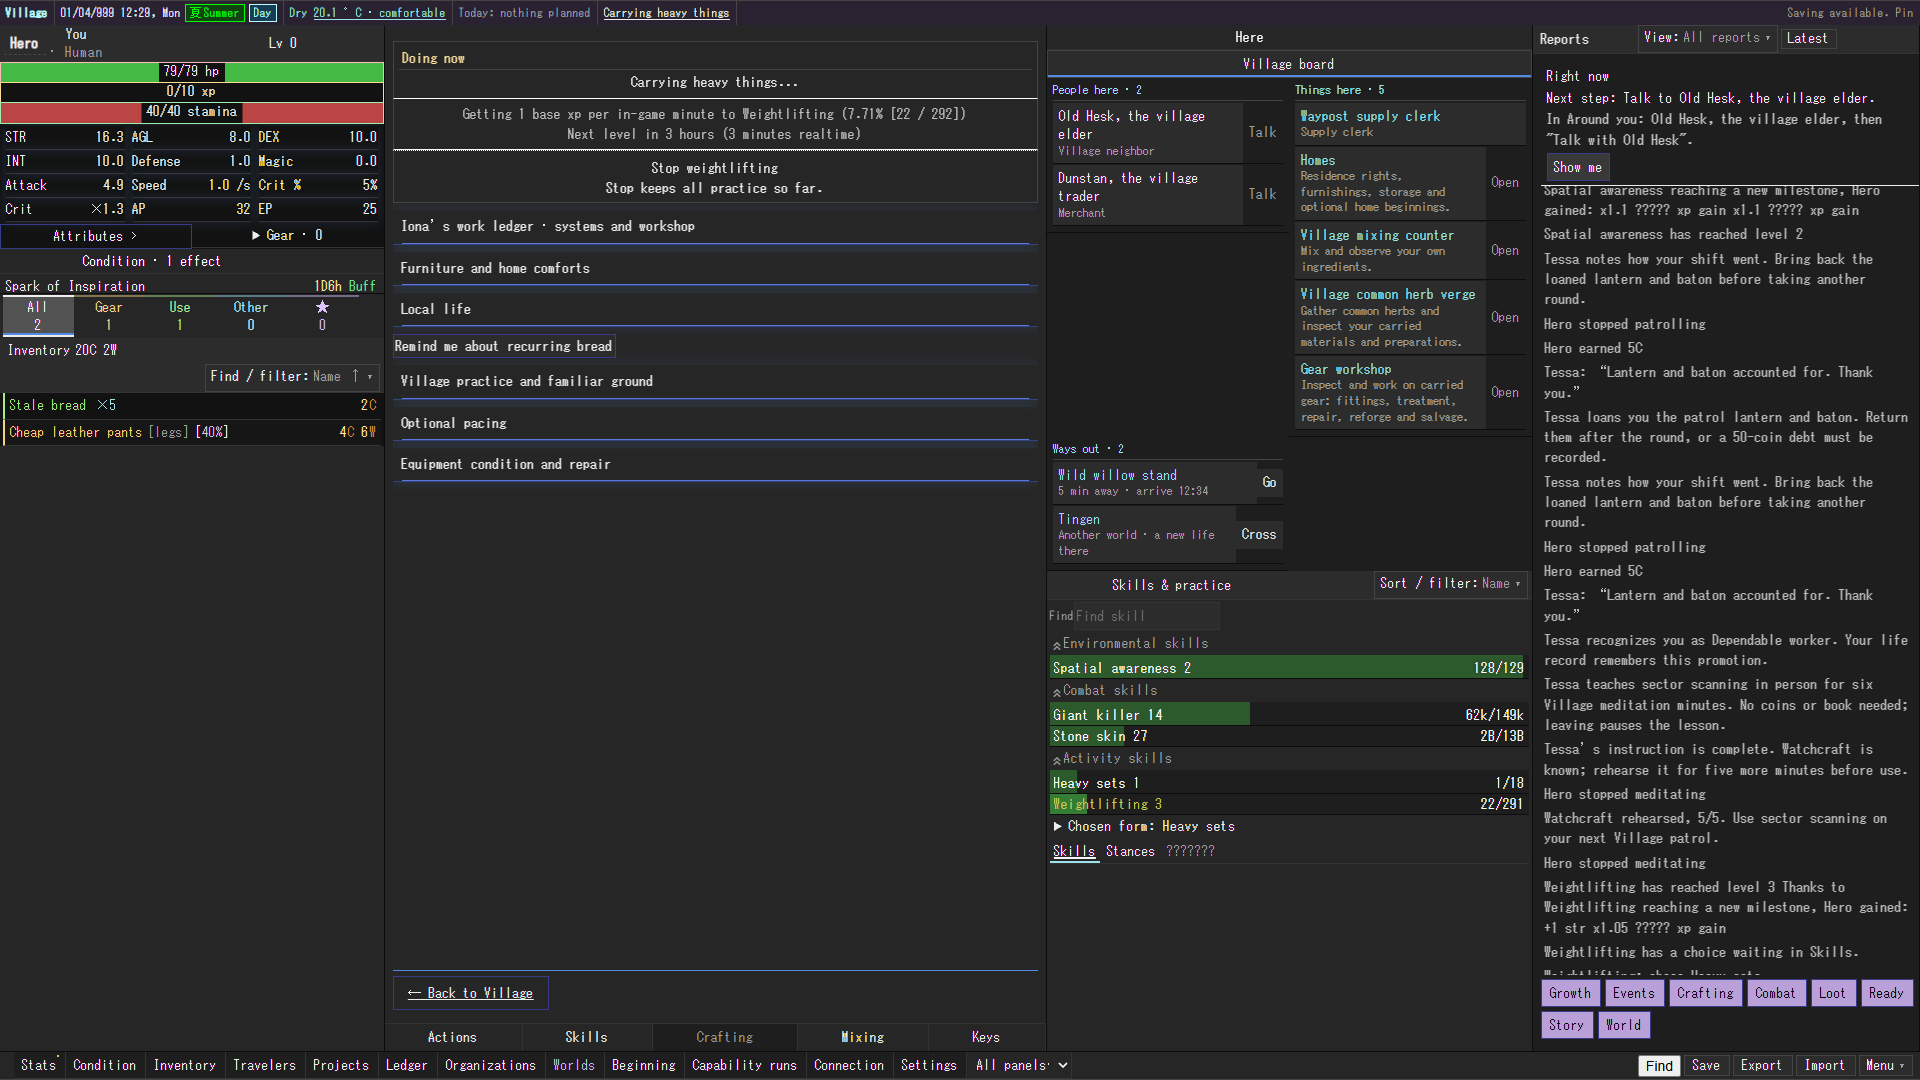 Village 01/04/999 12:29, Mon 夏Summer Day Dry 20.1 ° C · comfortable Today: nothing planned Carrying heavy things Saving available. Pin
Hero · You Lv 0
Human
79/79 hp
0/10 xp
40/40 stamina
STR 16.3 AGL 8.0 DEX 10.0
INT 10.0 Defense 1.0 Magic 0.0
Attack 4.9 Speed 1.0 /s Crit % 5%
Crit ×1.3 AP 32 EP 25
Attributes > ▶ Gear · 0
Condition · 1 effect
Spark of Inspiration 1D6h Buff
All Gear Use Other ★
2 1 1 0 0
Inventory 20C 2W
Find / filter: Name ↑ ▾
Stale bread ×5 2C
Cheap leather pants [legs] [40%] 4C 6W
Doing now
Carrying heavy things...
Getting 1 base xp per in-game minute to Weightlifting (7.71% [22 / 292])
Next level in 3 hours (3 minutes realtime)
Stop weightlifting
Stop keeps all practice so far.
Iona's work ledger · systems and workshop
Furniture and home comforts
Local life
Remind me about recurring bread
Village practice and familiar ground
Optional pacing
Equipment condition and repair
← Back to Village
Actions Skills Crafting Mixing Keys
Here
Village board
People here · 2
Old Hesk, the village elder
Village neighbor
Talk
Dunstan, the village trader
Merchant
Talk
Things here · 5
Waypost supply clerk
Supply clerk
Homes
Residence rights, furnishings, storage and optional home beginnings.
Open
Village mixing counter
Mix and observe your own ingredients.
Open
Village common herb verge
Gather common herbs and inspect your carried materials and preparations.
Open
Gear workshop
Inspect and work on carried gear: fittings, treatment, repair, reforge and salvage.
Open
Ways out · 2
Wild willow stand
5 min away · arrive 12:34
Go
Tingen
Another world · a new life there
Cross
Skills & practice Sort / filter: Name ▾
Find Find skill
Environmental skills
Spatial awareness 2 128/129
Combat skills
Giant killer 14 62k/149k
Stone skin 27 2B/13B
Activity skills
Heavy sets 1 1/18
Weightlifting 3 22/291
▶ Chosen form: Heavy sets
Skills Stances ???????
Reports View: All reports ▾ Latest
Right now
Next step: Talk to Old Hesk, the village elder.
In Around you: Old Hesk, the village elder, then
"Talk with Old Hesk".
Show me
Spatial awareness reaching a new milestone, Hero
gained: x1.1 ????? xp gain x1.1 ????? xp gain
Spatial awareness has reached level 2
Tessa notes how your shift went. Bring back the
loaned lantern and baton before taking another
round.
Hero stopped patrolling
Hero earned 5C
Tessa: “Lantern and baton accounted for. Thank
you.”
Tessa loans you the patrol lantern and baton. Return
them after the round, or a 50-coin debt must be
recorded.
Tessa notes how your shift went. Bring back the
loaned lantern and baton before taking another
round.
Hero stopped patrolling
Hero earned 5C
Tessa: “Lantern and baton accounted for. Thank
you.”
Tessa recognizes you as Dependable worker. Your life
record remembers this promotion.
Tessa teaches sector scanning in person for six
Village meditation minutes. No coins or book needed;
leaving pauses the lesson.
Tessa's instruction is complete. Watchcraft is
known; rehearse it for five more minutes before use.
Hero stopped meditating
Watchcraft rehearsed, 5/5. Use sector scanning on
your next Village patrol.
Hero stopped meditating
Weightlifting has reached level 3 Thanks to
Weightlifting reaching a new milestone, Hero gained:
+1 str x1.05 ????? xp gain
Weightlifting has a choice waiting in Skills.
Weightlifting: chose Heavy sets
Growth Events Crafting Combat Loot Ready
Story World
Stats Condition Inventory Travelers Projects Ledger Organizations Worlds Beginning Capability runs Connection Settings All panels Find Save Export Import Menu